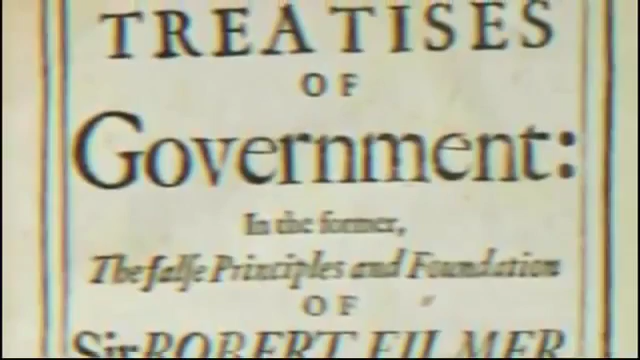 TREATISES
OF
Government:
In the former,
The falſe Principles and Foundation
OF
Sir ROBERT FILMER